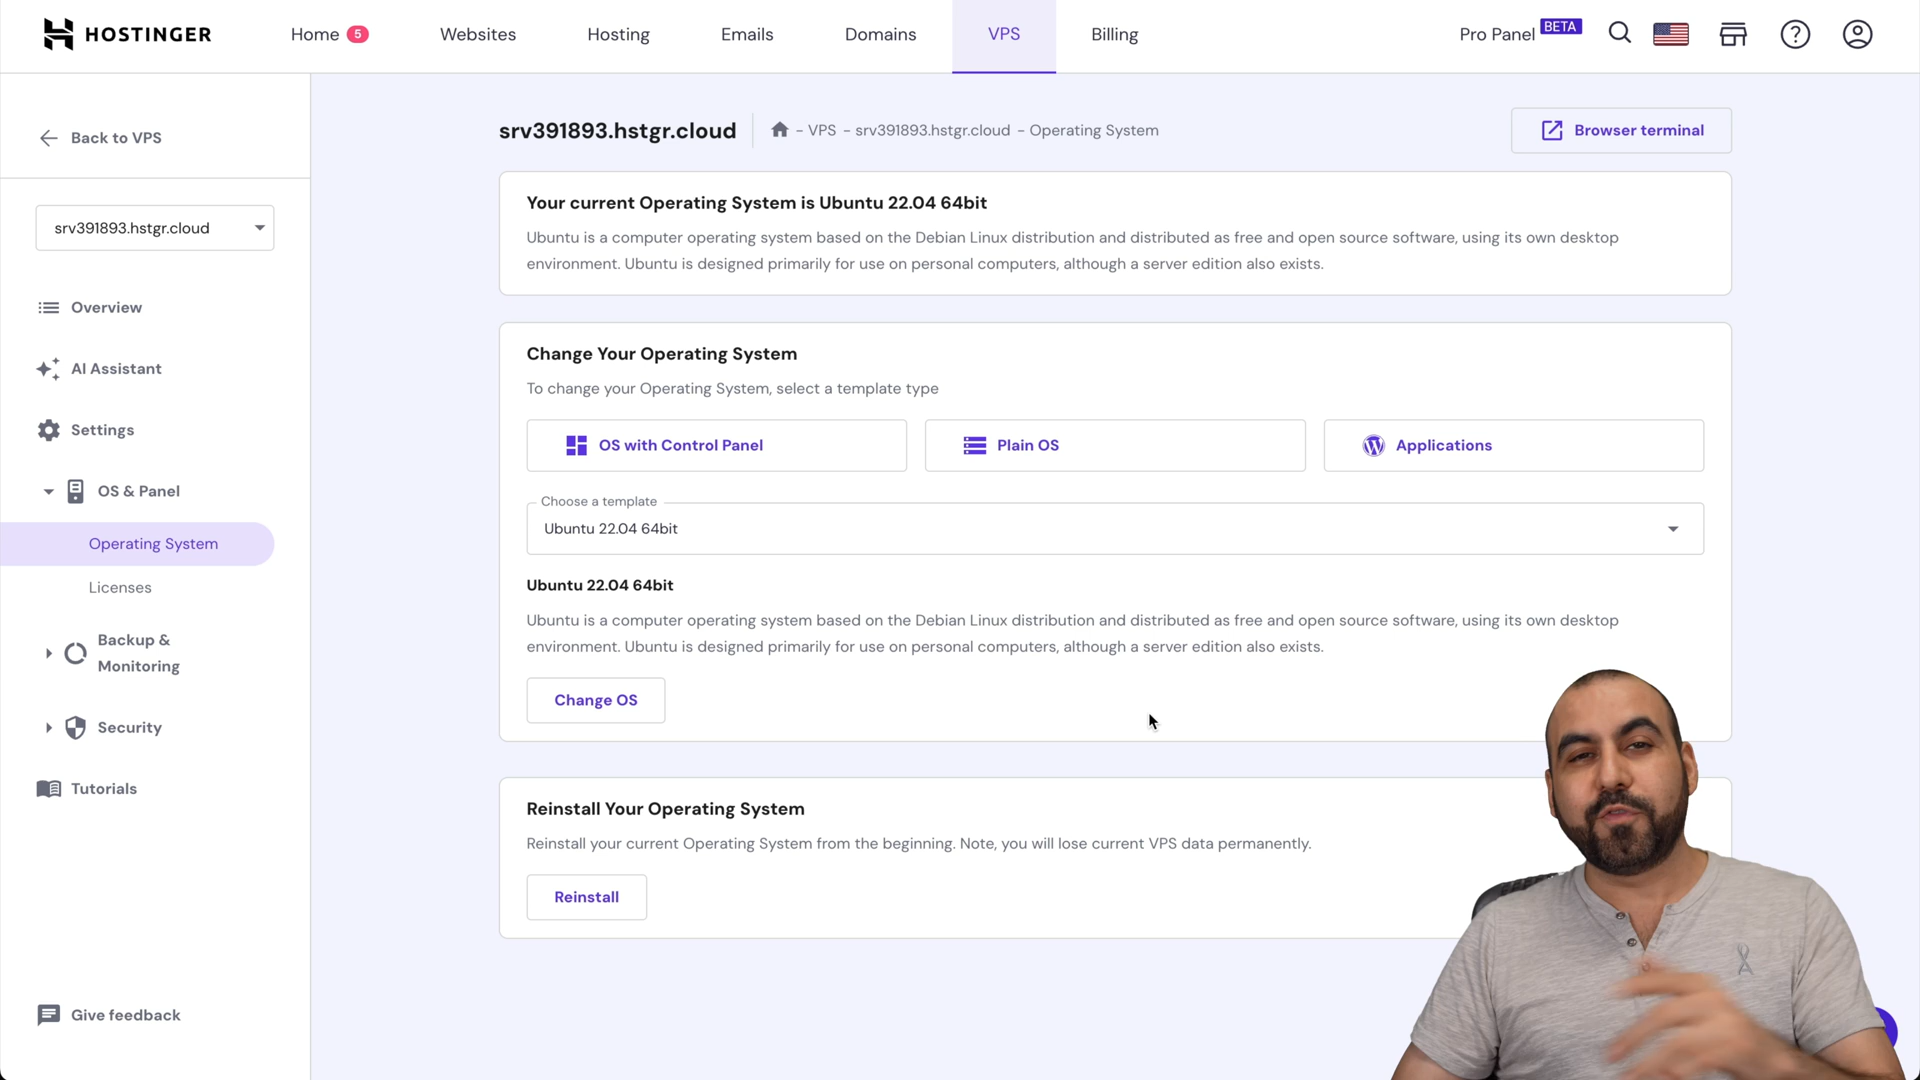 HOSTINGER
Home 5
Websites
Hosting
Emails
Domains
VPS
Billing
Pro Panel BETA
Back to VPS
srv391893.hstgr.cloud
Overview
AI Assistant
Settings
OS & Panel
Operating System
Licenses
Backup &
Monitoring
Security
Tutorials
Give feedback
srv391893.hstgr.cloud
- VPS - srv391893.hstgr.cloud - Operating System
Browser terminal
Your current Operating System is Ubuntu 22.04 64bit
Ubuntu is a computer operating system based on the Debian Linux distribution and distributed as free and open source software, using its own desktop
environment. Ubuntu is designed primarily for use on personal computers, although a server edition also exists.
Change Your Operating System
To change your Operating System, select a template type
OS with Control Panel
Plain OS
Applications
Choose a template
Ubuntu 22.04 64bit
Ubuntu 22.04 64bit
Ubuntu is a computer operating system based on the Debian Linux distribution and distributed as free and open source software, using its own desktop
environment. Ubuntu is designed primarily for use on personal computers, although a server edition also exists.
Change OS
Reinstall Your Operating System
Reinstall your current Operating System from the beginning. Note, you will lose current VPS data permanently.
Reinstall